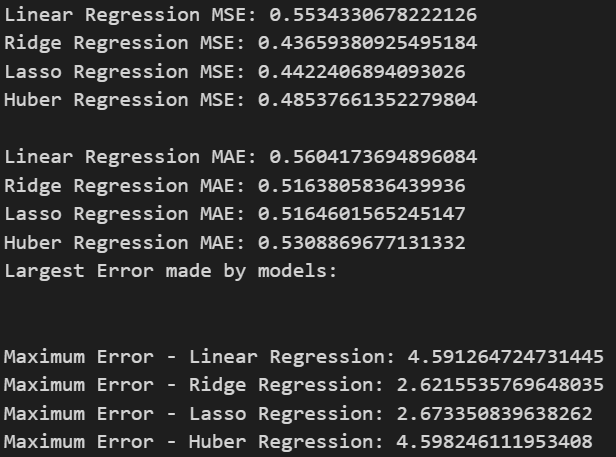 Linear Regression MSE: 0.5534330678222126
Ridge Regression MSE: 0.43659380925495184
Lasso Regression MSE: 0.4422406894093026
Huber Regression MSE: 0.48537661352279804
Linear Regression MAE: 0.5604173694896084
Ridge Regression MAE: 0.5163805836439936
Lasso Regression MAE: 0.5164601565245147
Huber Regression MAE: 0.5308869677131332
Largest Error made by models:
Maximum Error - Linear Regression: 4.591264724731445
Maximum Error - Ridge Regression: 2.6215535769648035
Maximum Error - Lasso Regression: 2.673350839638262
Maximum Error - Huber Regression: 4.598246111953408